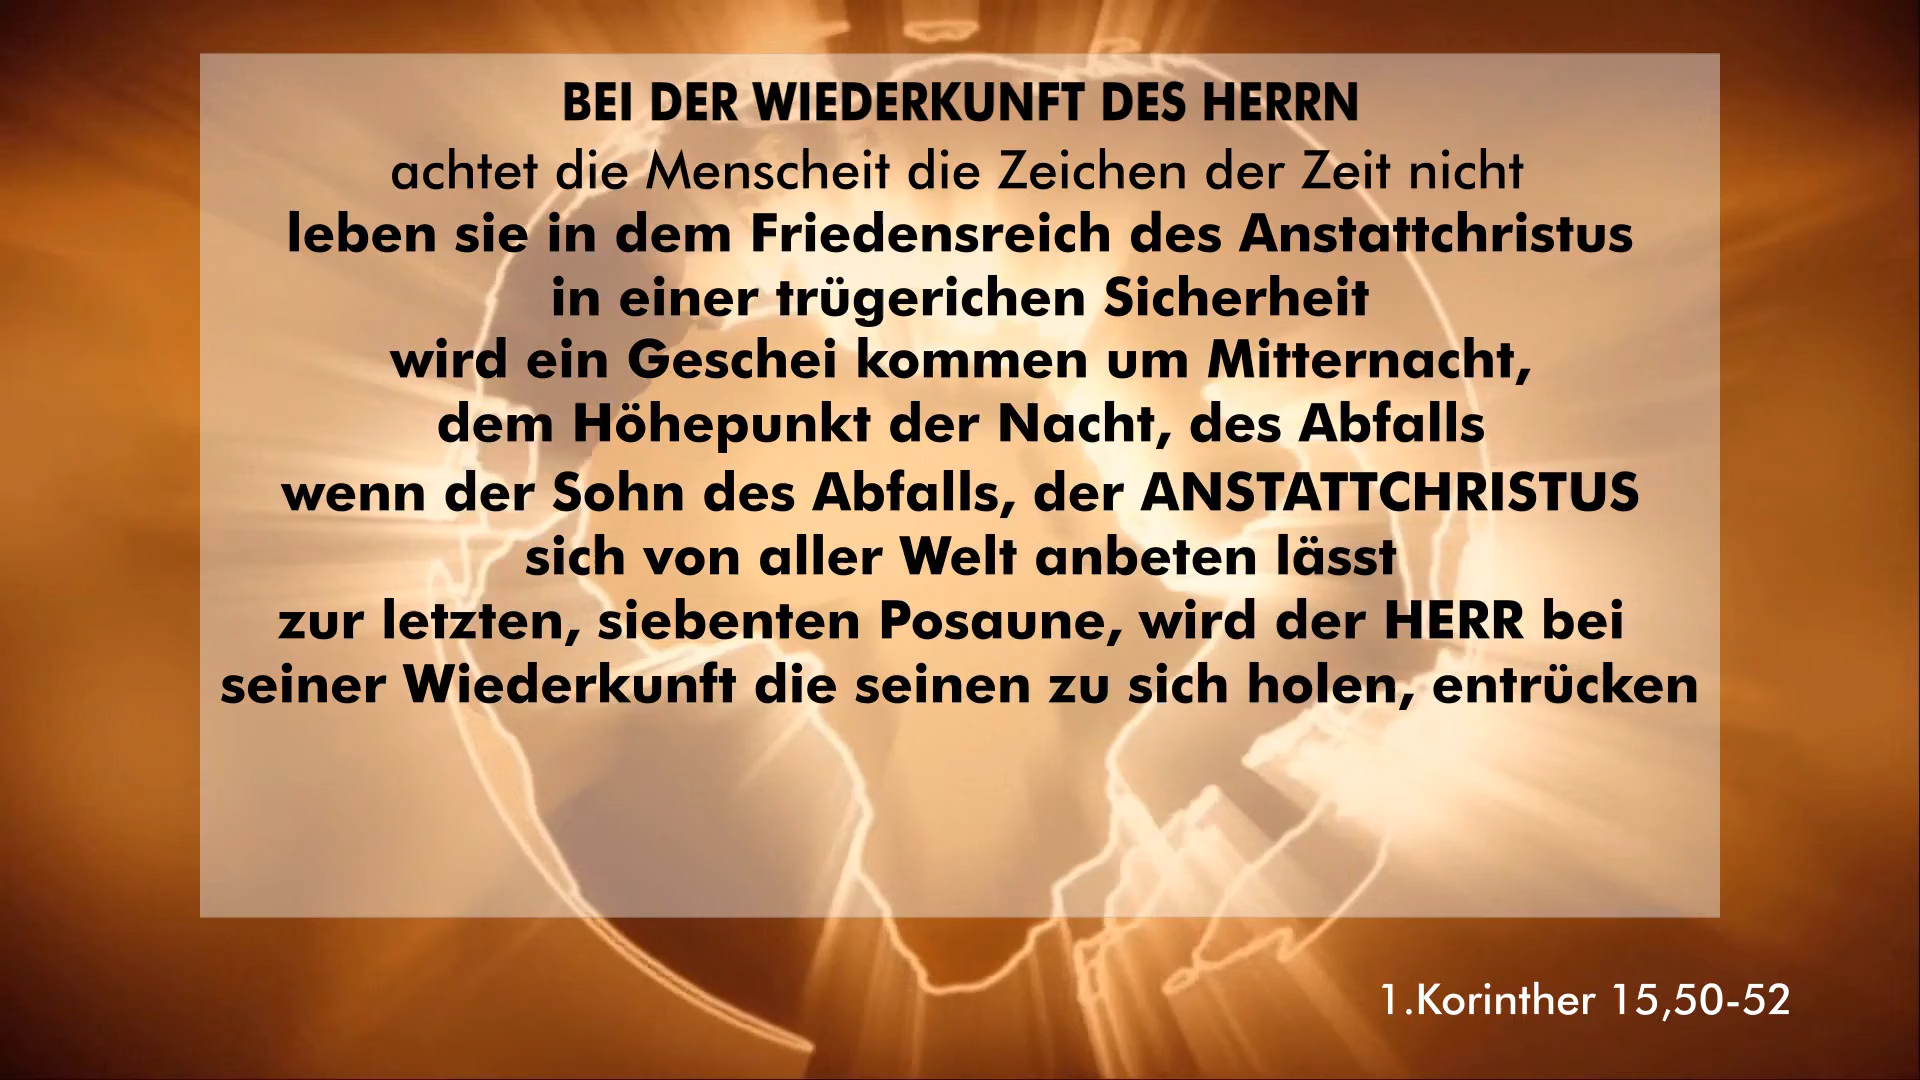 BEI DER WIEDERKUNFT DES HERRN
achtet die Menscheit die Zeichen der Zeit nicht
leben sie in dem Friedensreich des Anstattchristus
in einer trügerichen Sicherheit
wird ein Geschei kommen um Mitternacht,
dem Höhepunkt der Nacht, des Abfalls
wenn der Sohn des Abfalls, der ANSTATTCHRISTUS
sich von aller Welt anbeten lässt
zur letzten, siebenten Posaune, wird der HERR bei
seiner Wiederkunft die seinen zu sich holen, entrücken
1.Korinther 15,50-52